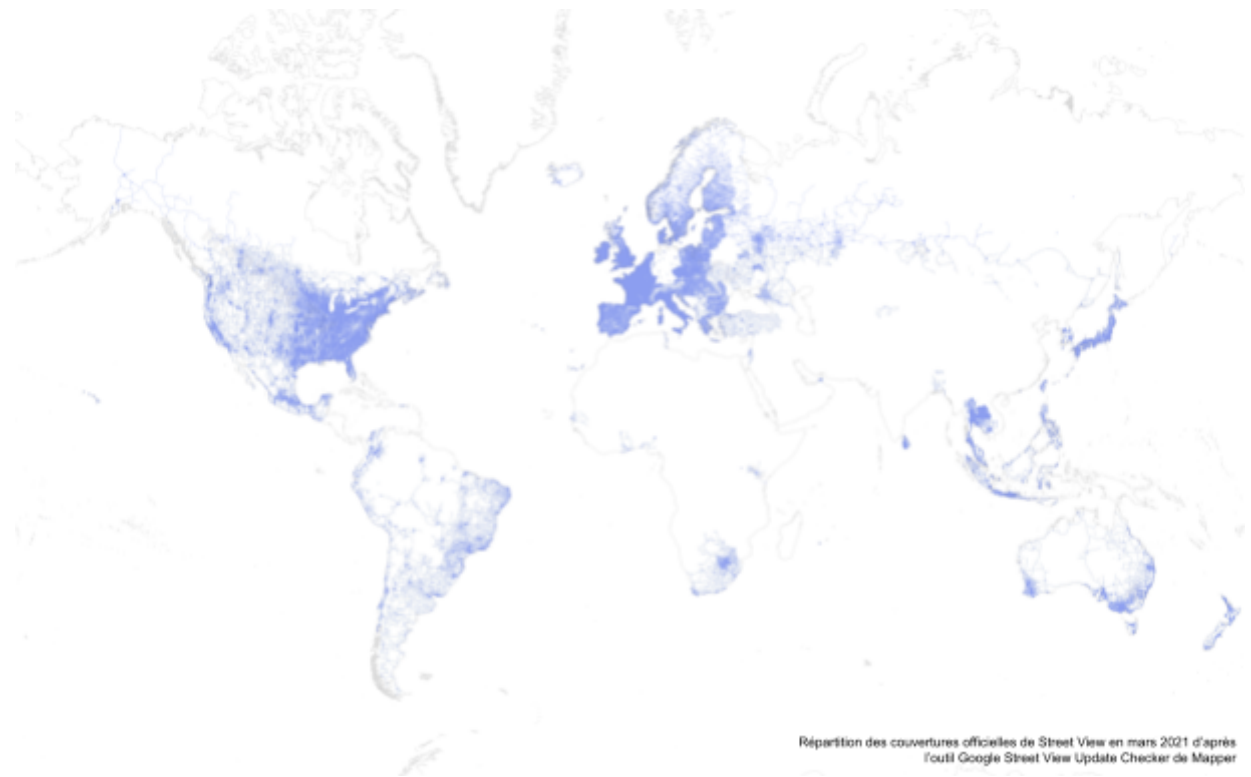 Répartition des couvertures officielles de Street View en mars 2021 d'après
l'outil Google Street View Update Checker de Mapper